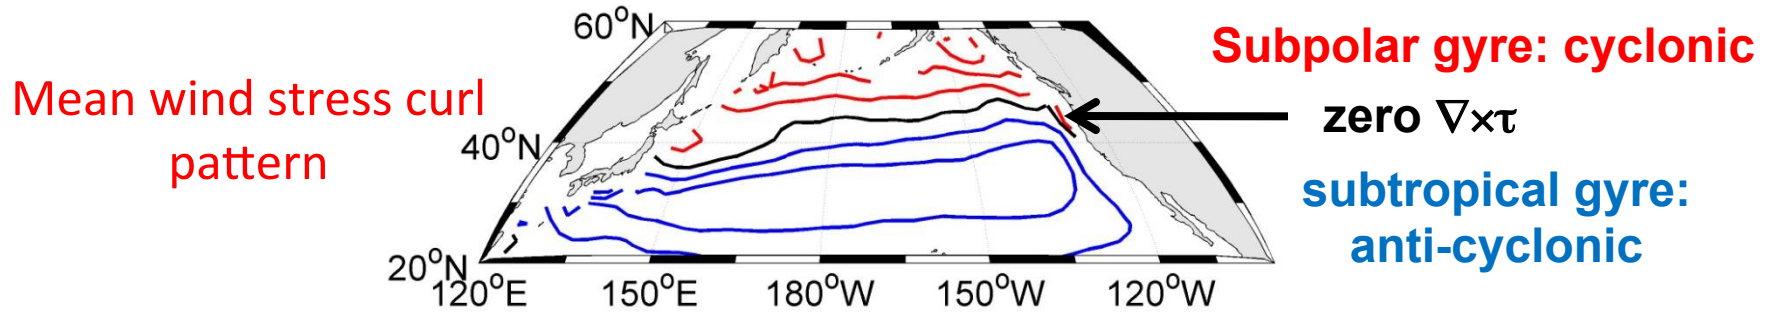 60°N
Subpolar gyre: cyclonic
Mean wind stress curl
pattern
zero ∇×τ
40°N
subtropical gyre:
anti-cyclonic
20°N
120°E 150°E 180°W 150°W 120°W